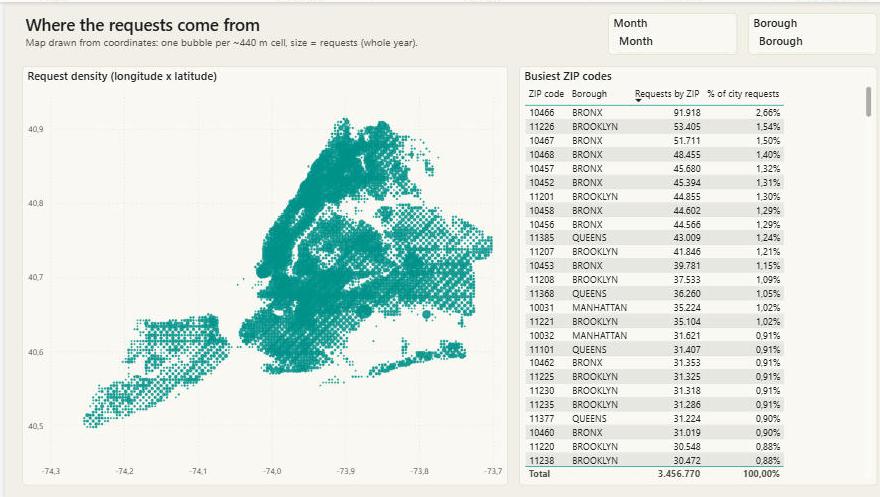 Where the requests come from
Map drawn from coordinates: one bubble per ~440 m cell, size = requests (whole year).
Month
Month
Borough
Borough
Request density (longitude x latitude)
40,9
40,8
40,7
40,6
40,5
-74,3 -74,2 -74,1 -74,0 -73,9 -73,8 -73,7
Busiest ZIP codes
ZIP code Borough Requests by ZIP % of city requests
10466 BRONX 91.918 2,66%
11226 BROOKLYN 53.405 1,54%
10467 BRONX 51.711 1,50%
10468 BRONX 48.455 1,40%
10457 BRONX 45.680 1,32%
10452 BRONX 45.394 1,31%
11201 BROOKLYN 44.855 1,30%
10458 BRONX 44.602 1,29%
10456 BRONX 44.566 1,29%
11385 QUEENS 43.009 1,24%
11207 BROOKLYN 41.846 1,21%
10453 BRONX 39.781 1,15%
11208 BROOKLYN 37.533 1,09%
11368 QUEENS 36.260 1,05%
10031 MANHATTAN 35.224 1,02%
11221 BROOKLYN 35.104 1,02%
10032 MANHATTAN 31.621 0,91%
11101 QUEENS 31.407 0,91%
10462 BRONX 31.353 0,91%
11225 BROOKLYN 31.325 0,91%
11230 BROOKLYN 31.318 0,91%
11235 BROOKLYN 31.286 0,91%
11377 QUEENS 31.224 0,90%
10460 BRONX 31.019 0,90%
11220 BROOKLYN 30.548 0,88%
11238 BROOKLYN 30.472 0,88%
Total 3.456.770 100,00%